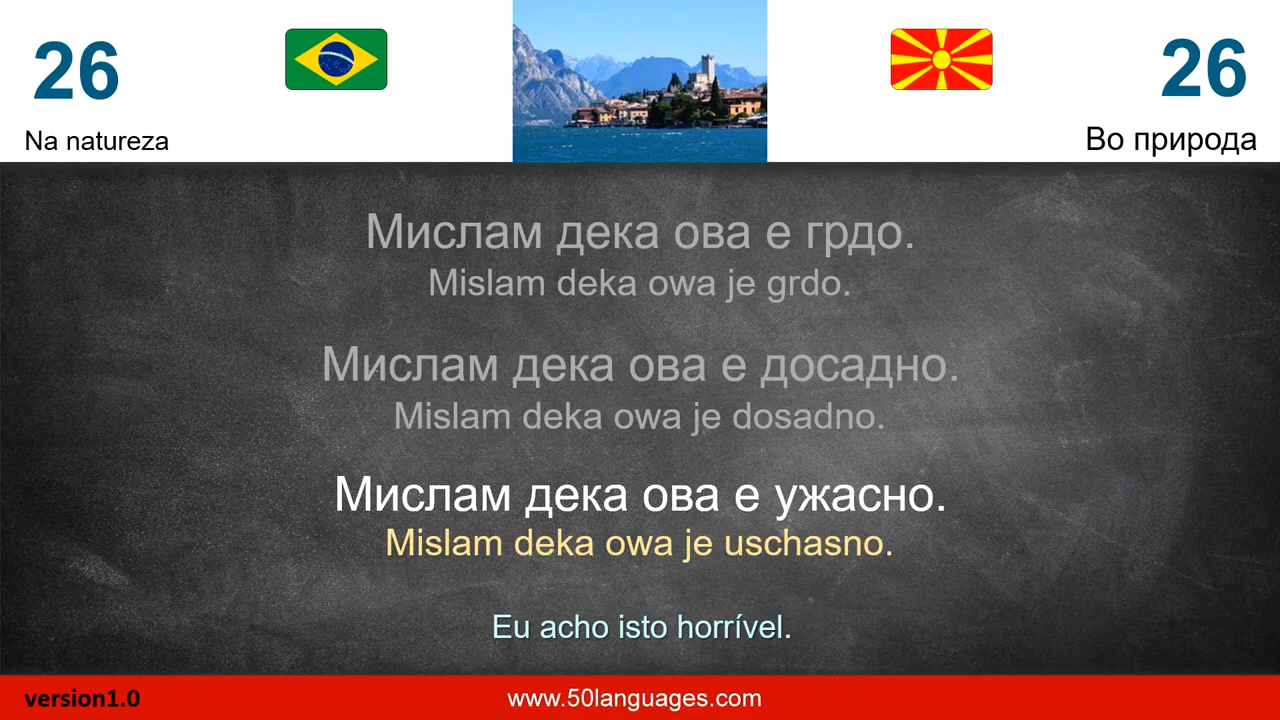 26
26
Na natureza
Во природа
Мислам дека ова е грдо.
Mislam deka owa je grdo.
Мислам дека ова е досадно.
Mislam deka owa je dosadno.
Мислам дека ова е ужасно.
Mislam deka owa je uschasno.
Eu acho isto horrível.
version1.0
www.50languages.com